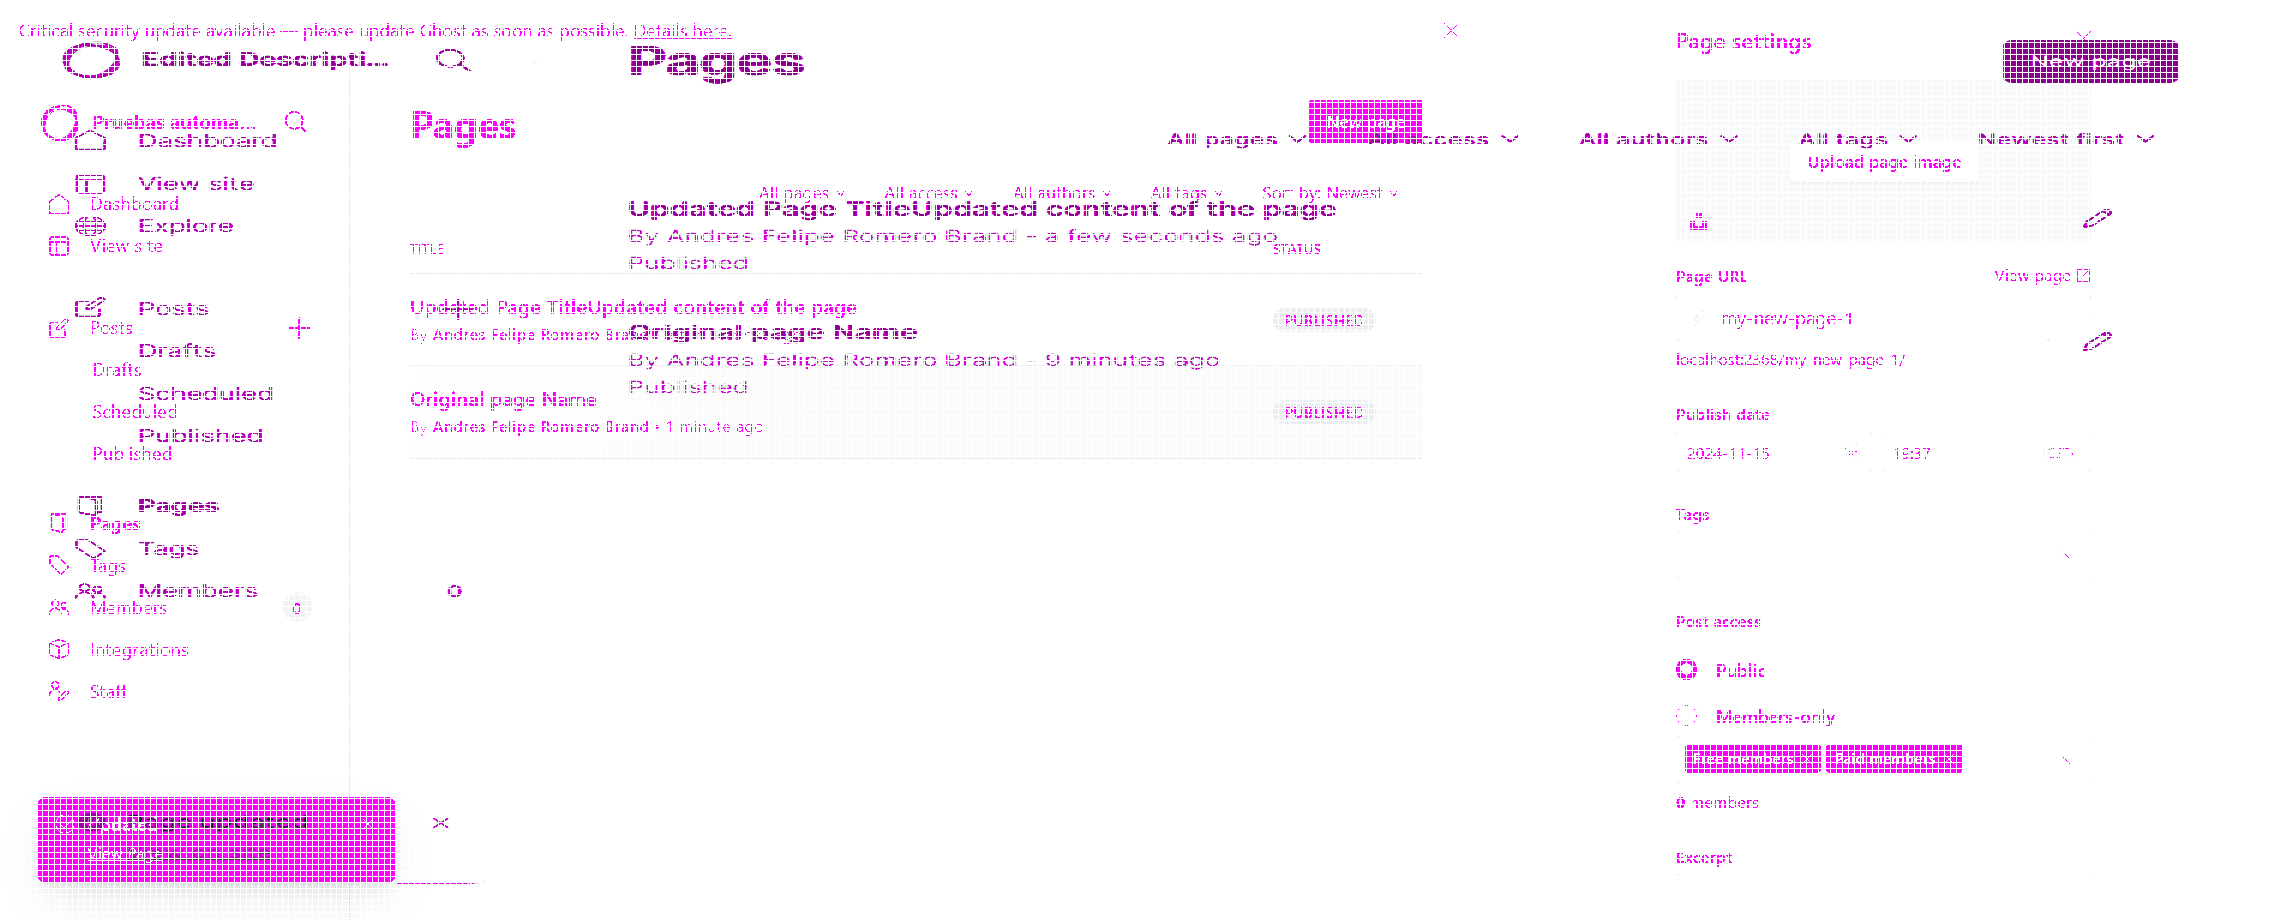 Critical security update available — please update Ghost as soon as possible. Details here.
Page settings
Edited Descripti...
Pages
New page
Pruebas automa...
Pages
New page
Dashboard
All pages
All authors
All tags
Newest first
Upload page image
View site
All pages
All access
All authors
All tags
Sort by: Newest
Dashboard
Updated Page TitleUpdated content of the page
Explore
By Andres Felipe Romero Brand - a few seconds ago
View site
TITLE
STATUS
Published
Page URL
View page
Posts
Updated Page TitleUpdated content of the page
PUBLISHED
my-new-page-1
Posts
By Andres Felipe Romero
Original page Name
Drafts
By Andres Felipe Romero Brand - 9 minutes ago
localhost:2368/my-new-page-1/
Drafts
Published
Scheduled
Original page Name
Scheduled
PUBLISHED
Publish date
By Andres Felipe Romero Brand • 1 minute ago
Published
Published
2024-11-15
19:37
Pages
Pages
Tags
Tags
Tags
Members
0
Members
0
Post access
Integrations
Public
Staff
Members-only
Free members
Paid members
0 members
Updated
updated
View Page
Excerpt